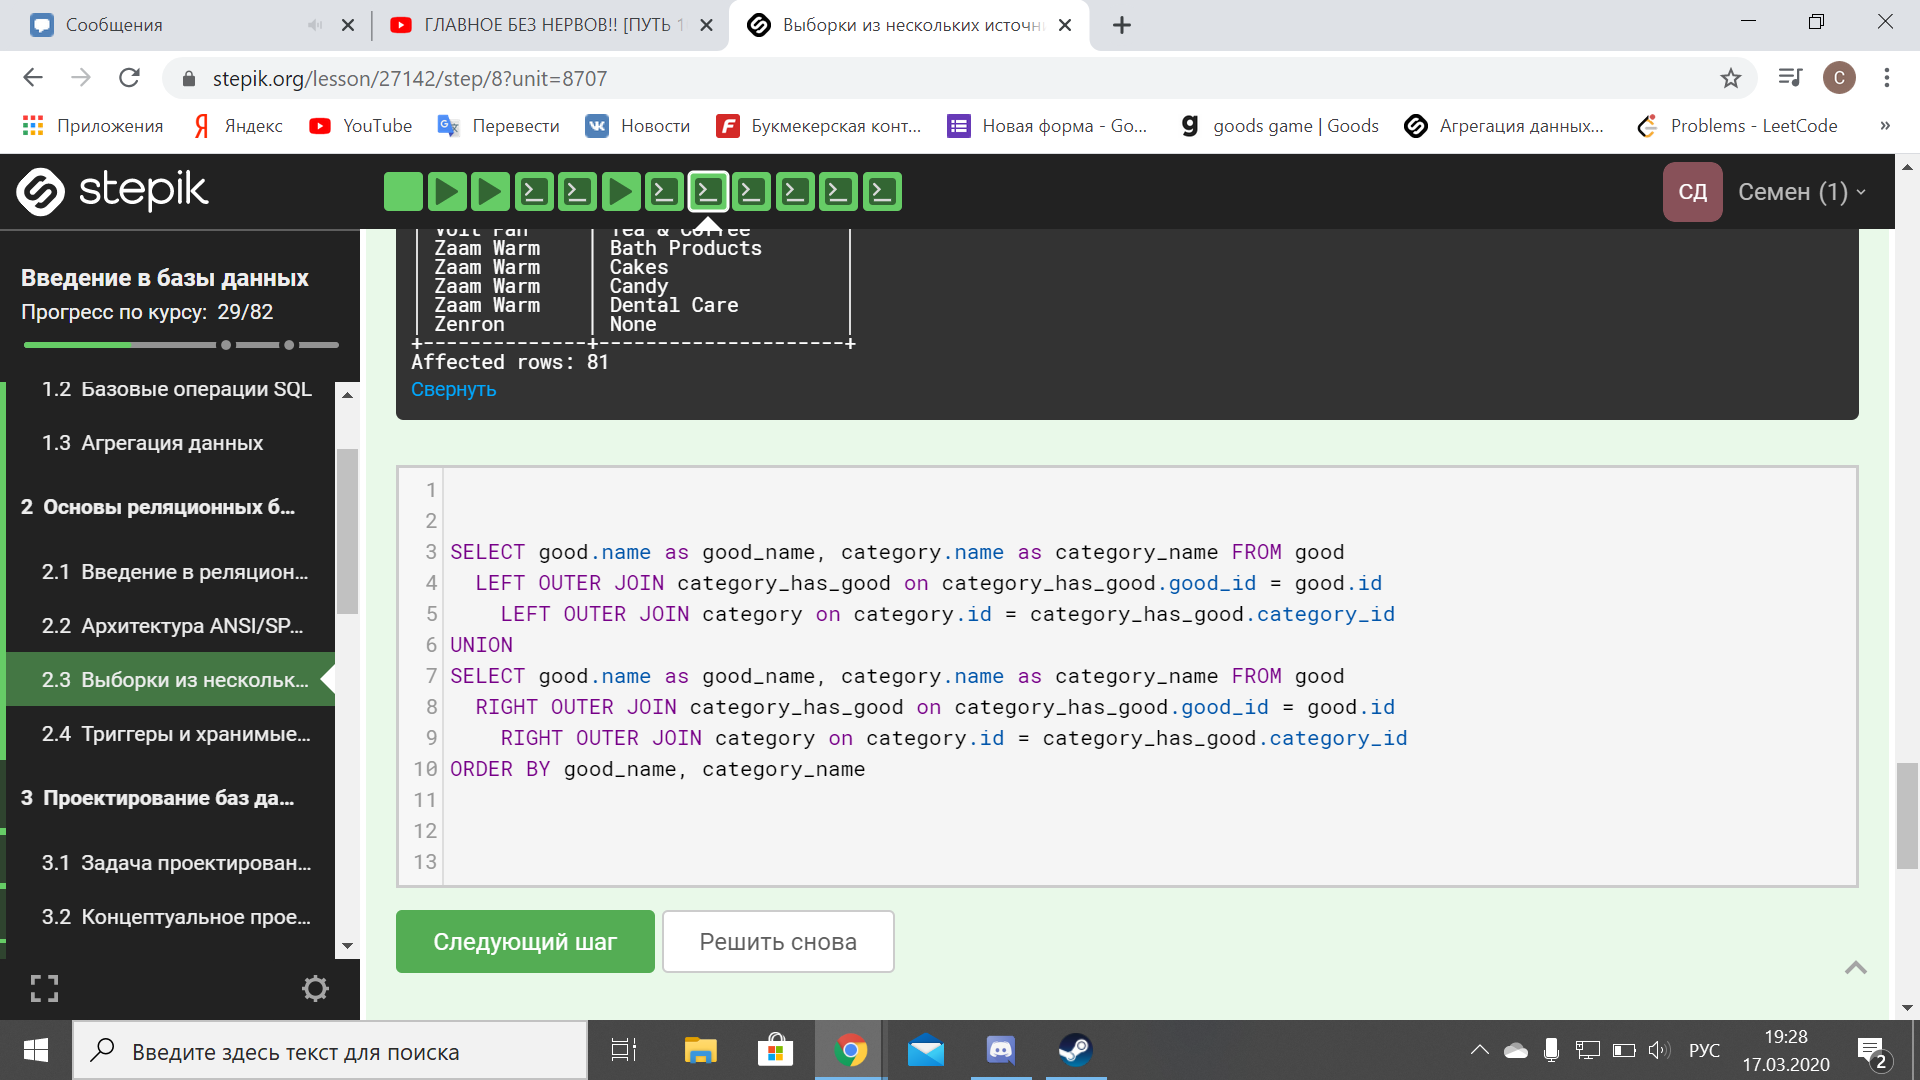 Сообщения
ГЛАВНОЕ БЕЗ НЕРВОВ!! [ПУТЬ 1
Выборки из нескольких источн
stepik.org/lesson/27142/step/8?unit=8707
С
Приложения
Яндекс
YouTube
Перевести
Новости
Букмекерская конт...
Новая форма - Go...
goods game | Goods
Агрегация данных...
Problems - LeetCode
»
stepik
СД
Семен (1)
Введение в базы данных
Прогресс по курсу: 29/82
1.2 Базовые операции SQL
1.3 Агрегация данных
2 Основы реляционных б...
2.1 Введение в реляцион...
2.2 Архитектура ANSI/SP...
2.3 Выборки из нескольк...
2.4 Триггеры и хранимые...
3 Проектирование баз да...
3.1 Задача проектирован...
3.2 Концептуальное прое...
| Volt Fan | Tea & Coffee |
| Zaam Warm | Bath Products |
| Zaam Warm | Cakes |
| Zaam Warm | Candy |
| Zaam Warm | Dental Care |
| Zenron | None |
+--------------+---------------------+
Affected rows: 81
Свернуть
1
2
3 SELECT good.name as good_name, category.name as category_name FROM good
4 LEFT OUTER JOIN category_has_good on category_has_good.good_id = good.id
5 LEFT OUTER JOIN category on category.id = category_has_good.category_id
6 UNION
7 SELECT good.name as good_name, category.name as category_name FROM good
8 RIGHT OUTER JOIN category_has_good on category_has_good.good_id = good.id
9 RIGHT OUTER JOIN category on category.id = category_has_good.category_id
10 ORDER BY good_name, category_name
11
12
13
Следующий шаг
Решить снова
Введите здесь текст для поиска
РУС
19:28
17.03.2020
2